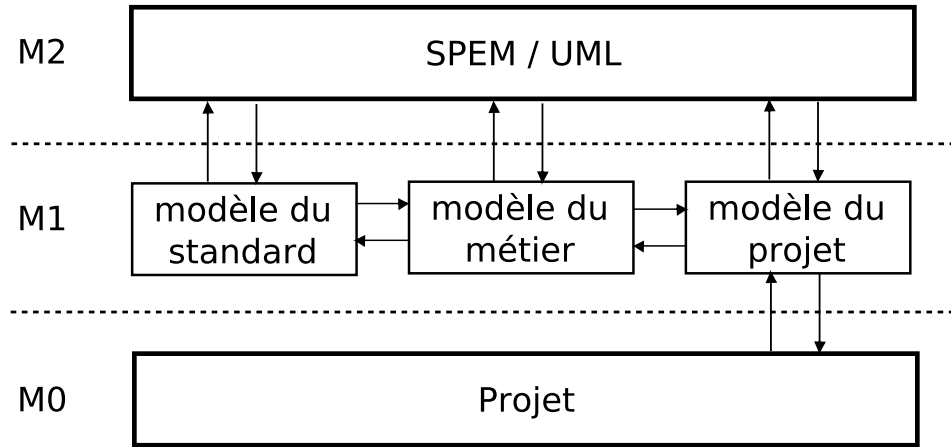 M2
SPEM / UML
M1
modèle du
standard
modèle du
métier
modèle du
projet
M0
Projet